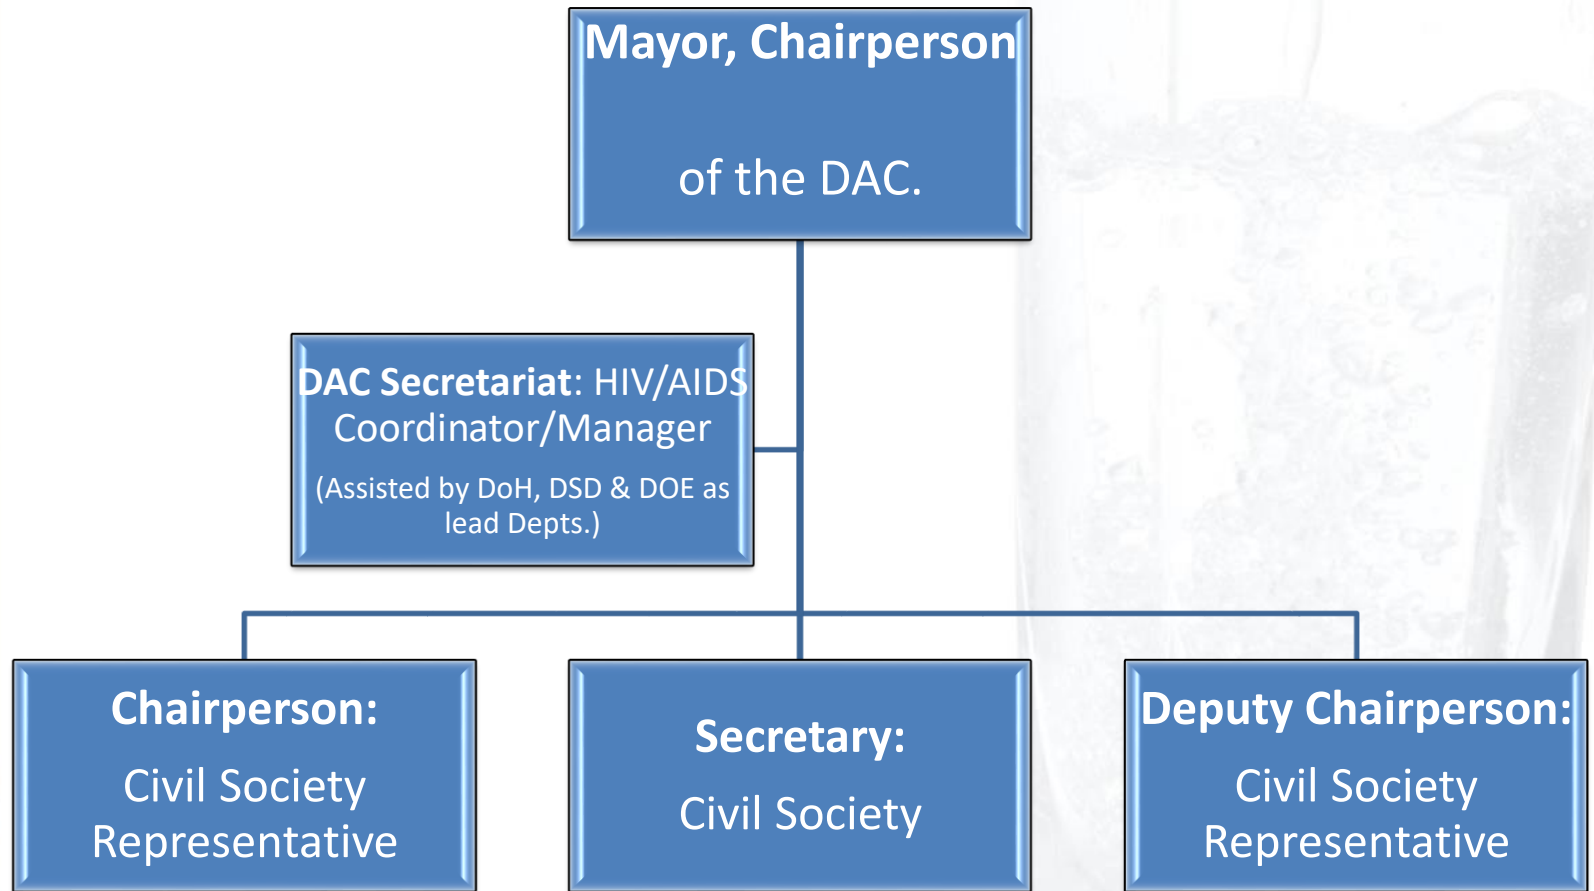 Mayor, Chairperson
of the DAC.
DAC Secretariat: HIV/AIDS
Coordinator/Manager
(Assisted by DoH, DSD & DOE as
lead Depts.)
Chairperson:
Civil Society
Representative
Secretary:
Civil Society
Deputy Chairperson:
Civil Society
Representative